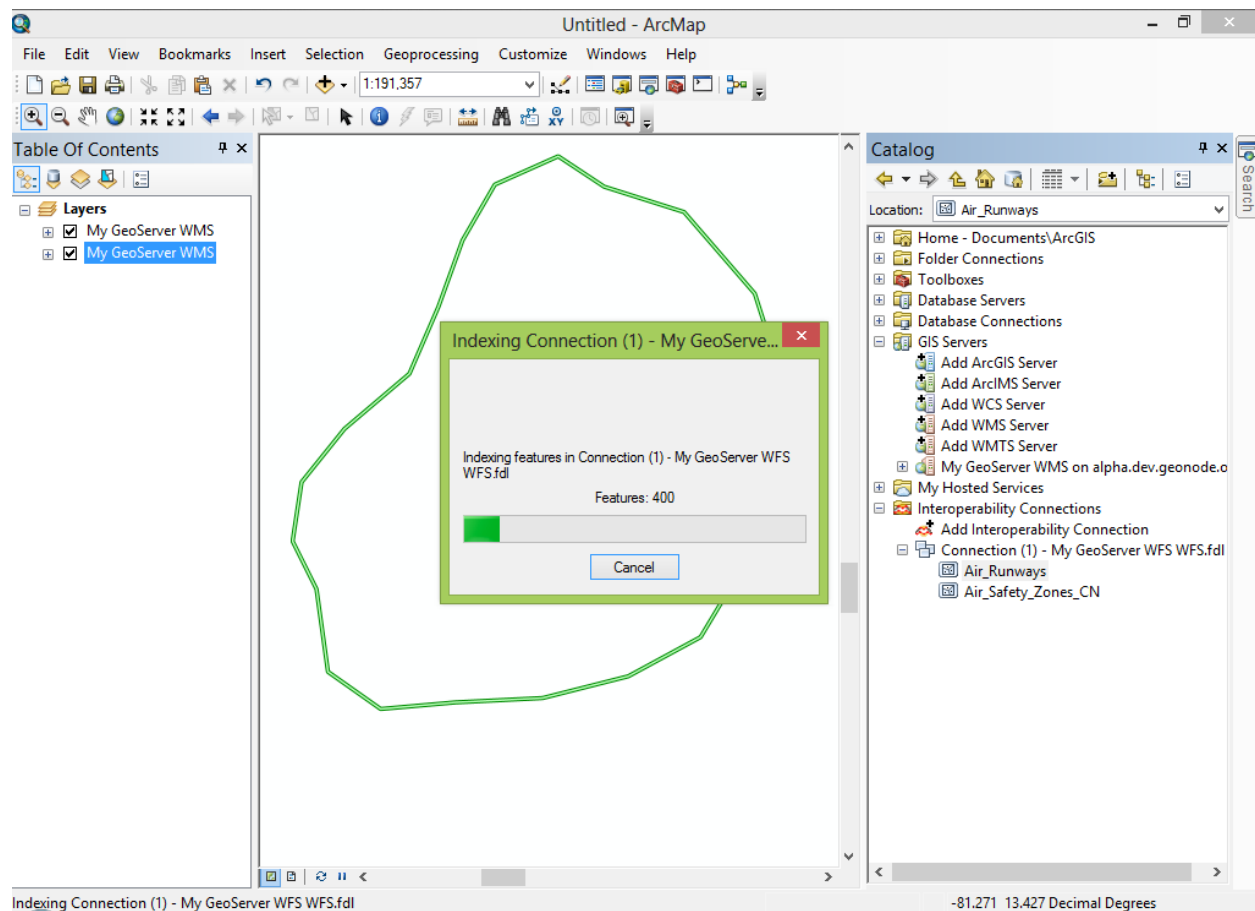 Untitled - ArcMap
File Edit View Bookmarks Insert Selection Geoprocessing Customize Windows Help
1:191,357
XY
Table Of Contents
Layers
My GeoServer WMS
My GeoServer WMS
Indexing Connection (1) - My GeoServe...
Indexing features in Connection (1) - My GeoServer WFS
WFS.fdl
Features: 400
Cancel
Catalog
Location: Air_Runways
Home - Documents\ArcGIS
Folder Connections
Toolboxes
Database Servers
Database Connections
GIS Servers
Add ArcGIS Server
Add ArcIMS Server
Add WCS Server
Add WMS Server
Add WMTS Server
My GeoServer WMS on alpha.dev.geonode.o
My Hosted Services
Interoperability Connections
Add Interoperability Connection
Connection (1) - My GeoServer WFS WFS.fdl
Air_Runways
Air_Safety_Zones_CN
Search
Indexing Connection (1) - My GeoServer WFS WFS.fdl
-81.271 13.427 Decimal Degrees